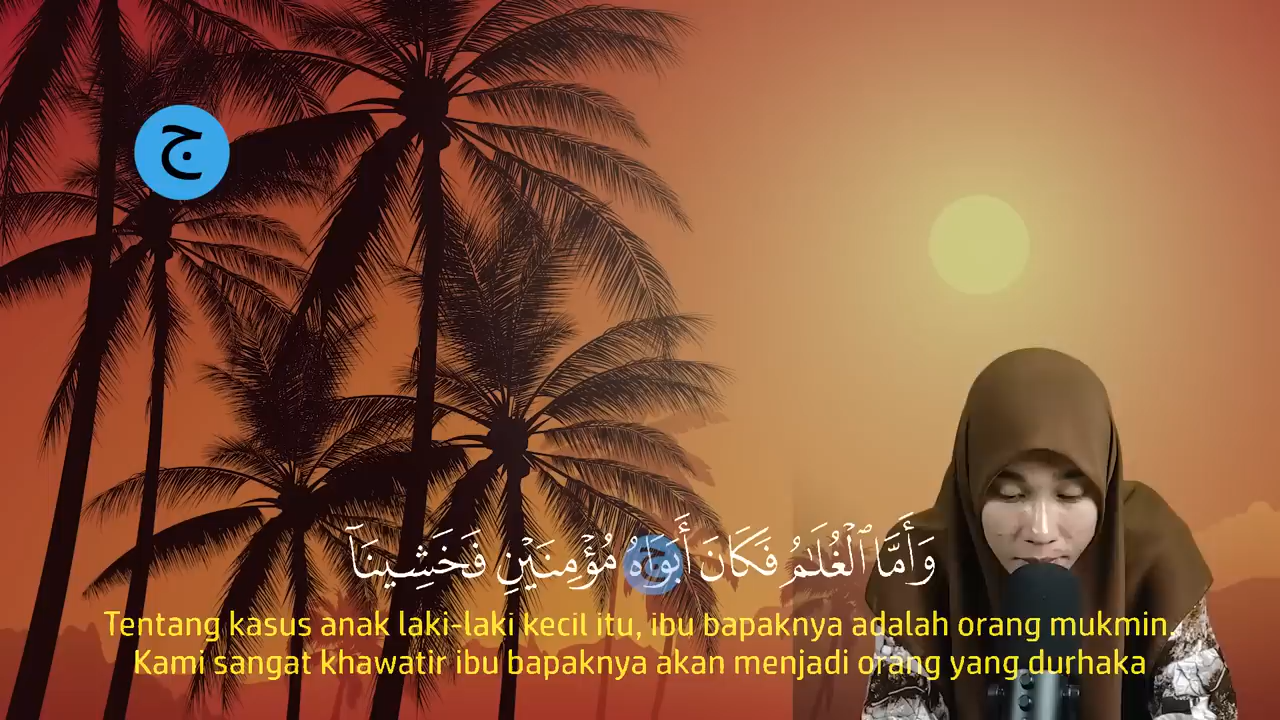 ج
وَأَمَّا ٱلْغُلَـٰمُ فَكَانَ أَبَوَاهُ مُؤْمِنَيْنِ فَخَشِينَآ
Tentang kasus anak laki-laki kecil itu, ibu bapaknya adalah orang mukmin.
Kami sangat khawatir ibu bapaknya akan menjadi orang yang durhaka